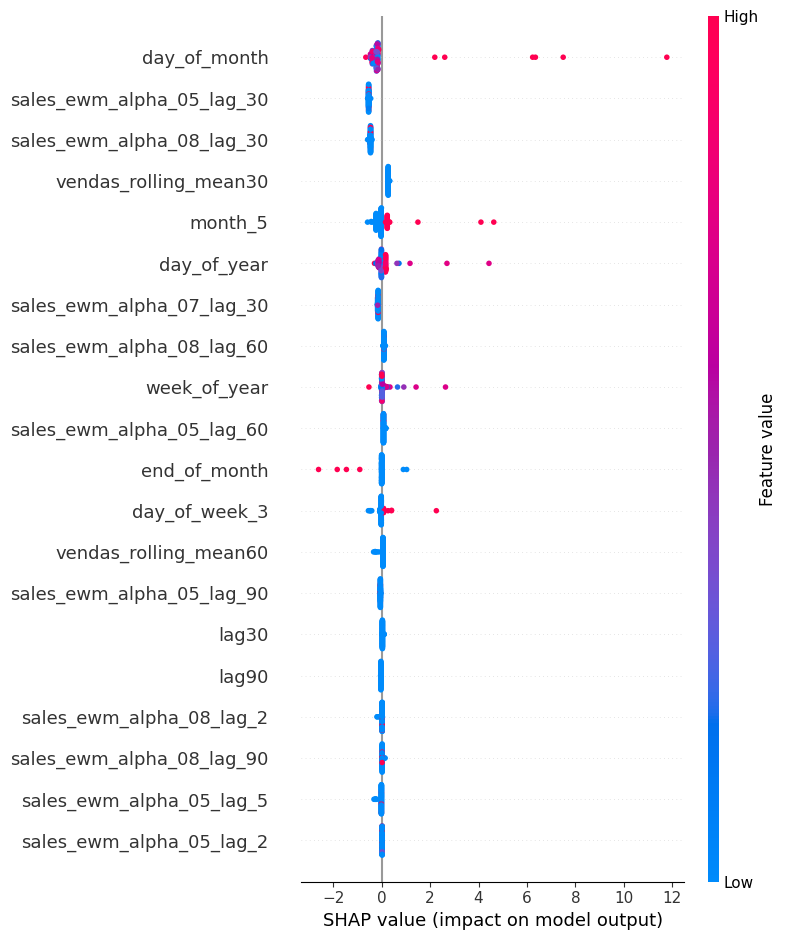 High
day_of_month
sales_ewm_alpha_05_lag_30
sales_ewm_alpha_08_lag_30
vendas_rolling_mean30
month_5
day_of_year
sales_ewm_alpha_07_lag_30
sales_ewm_alpha_08_lag_60
week_of_year
sales_ewm_alpha_05_lag_60
end_of_month
day_of_week_3
vendas_rolling_mean60
sales_ewm_alpha_05_lag_90
lag30
lag90
sales_ewm_alpha_08_lag_2
sales_ewm_alpha_08_lag_90
sales_ewm_alpha_05_lag_5
sales_ewm_alpha_05_lag_2
Feature value
Low
−2 0 2 4 6 8 10 12
SHAP value (impact on model output)